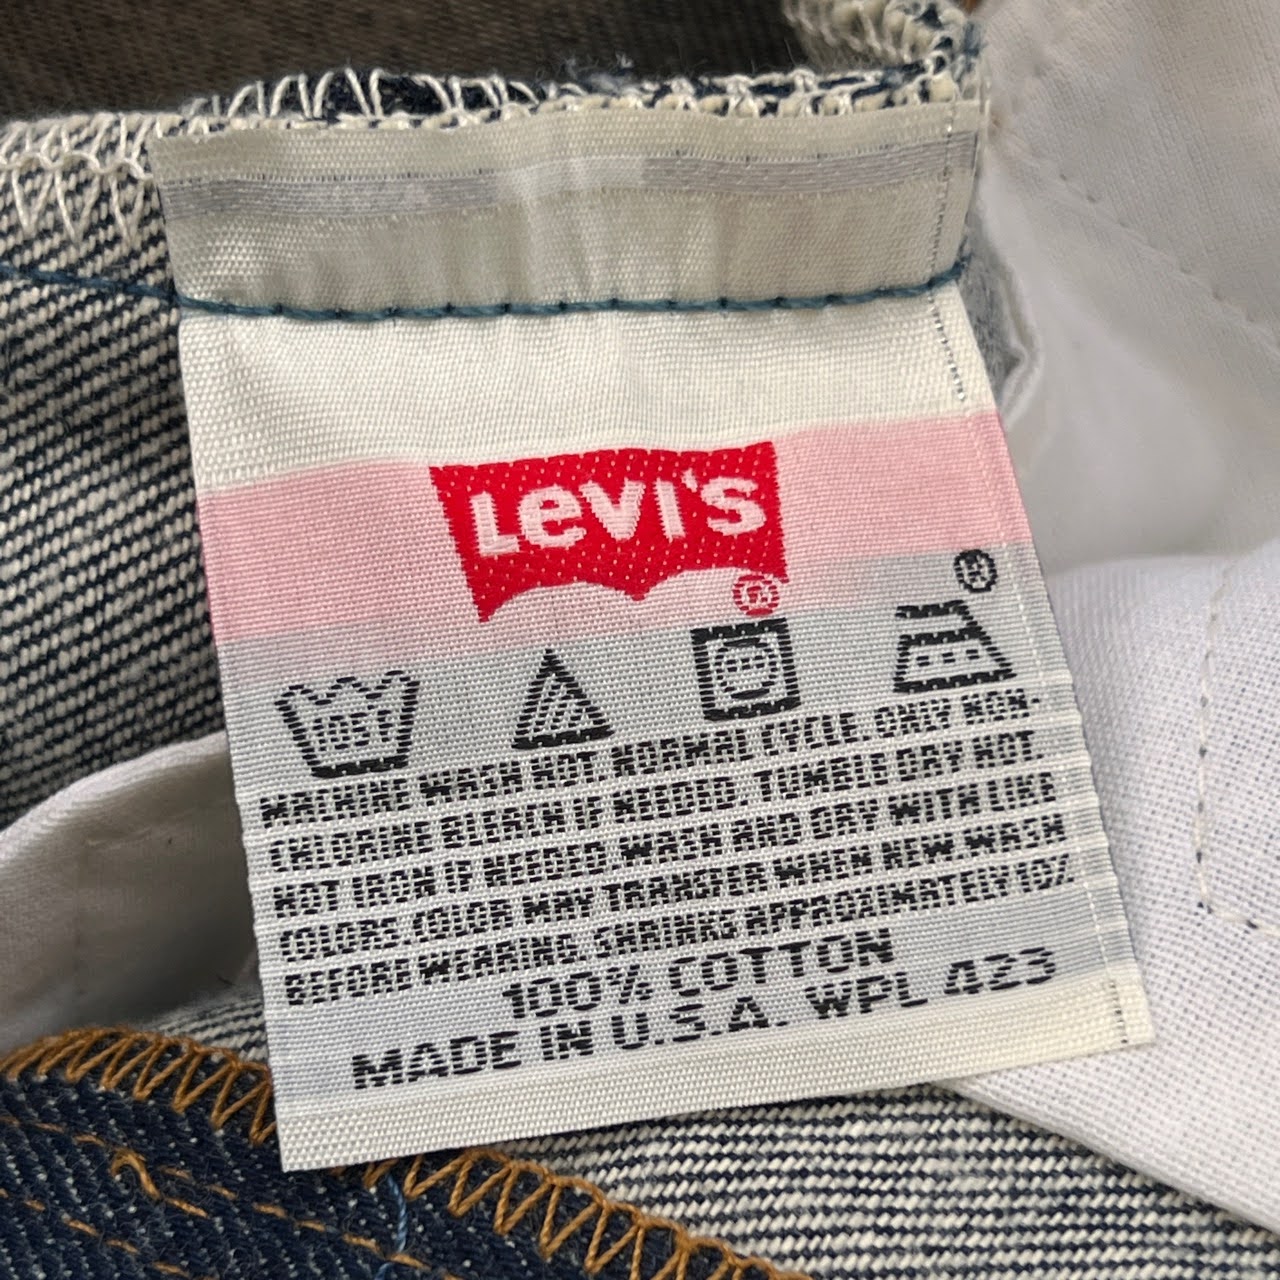 LEVI'S
®
®
105F
MACHINE WASH HOT. NORMAL CYCLE. ONLY NON-
CHLORINE BLEACH IF NEEDED. TUMBLE DRY HOT.
HOT IRON IF NEEDED. WASH AND DRY WITH LIKE
COLORS. COLOR MAY TRANSFER WHEN NEW. WASH
BEFORE WEARING. SHRINKS APPROXIMATELY 10%
100% COTTON
MADE IN U.S.A. WPL 423